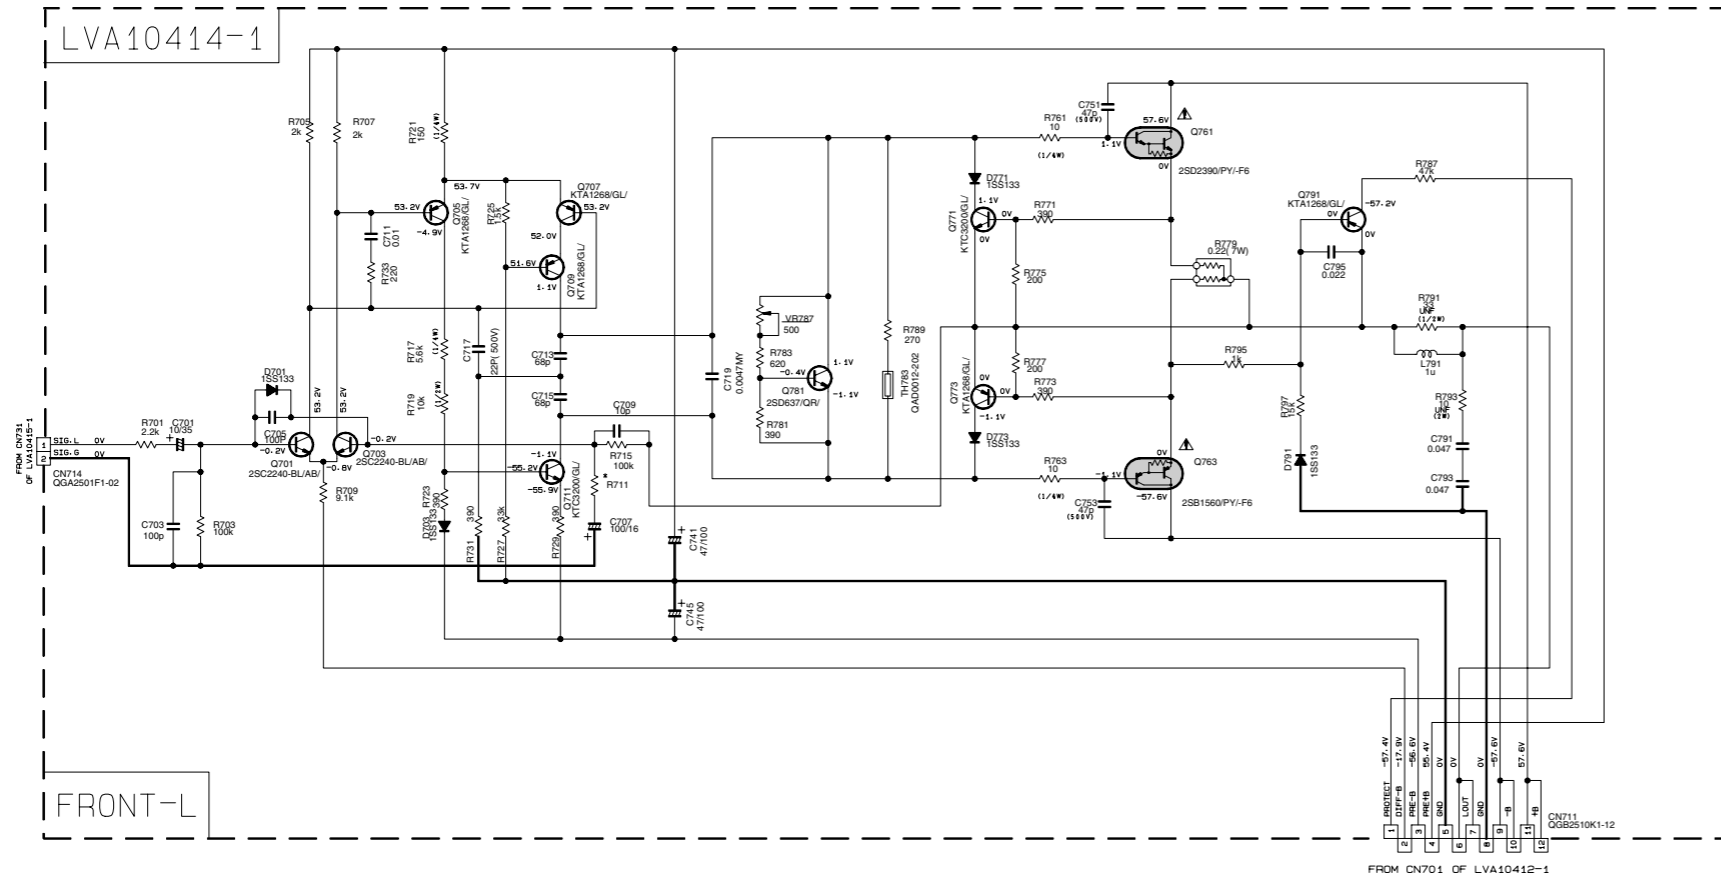 LVA10414-1
R705
2k
R707
2k
R721
150
(1/4W)
53.7V
Q707
KTA1268/GL/
53.2V
53.2V
Q705
KTA1268/GL/
R725
1.5k
-4.9V
C711
0.01
R733
220
52.0V
51.6V
Q709
KTA1268/GL/
1.1V
R717
5.6k
(1/4W)
C717
22P(500V)
C713
68p
C715
68p
R719
10k
(1/2W)
C709
10p
D701
1SS133
53.2V
53.2V
FROM CN731
OF LVA10415-1
1
2
SIG.L 0V
SIG.G 0V
CN714
QGA2501F1-02
R701
2.2k
C701
10/35
+
C705
100P
-0.2V
Q701
2SC2240-BL/AB/
-0.2V
Q703
2SC2240-BL/AB/
-0.8V
R709
9.1k
C703
100p
R703
100k
-1.1V
-55.2V
-55.9V
Q711
KTC3200/GL/
R715
100k
*
R711
C707
100/16
+
R723
390
D703
1SS133
R731
390
R727
33k
R729
390
+
C741
47/100
+
C745
47/100
C719
0.0047MY
VR787
500
R783
620
-0.4V
Q781
2SD637/QR/
1.1V
-1.1V
R781
390
R789
270
TH783
QAD0012-202
R761
10
(1/4W)
C751
47p
(500V)
57.6V
Q761
1.1V
0V
2SD2390/PY/-F6
D771
1SS133
1.1V
Q771
KTC3200/GL/
0V
0V
R771
390
R775
200
R777
200
Q773
KTA1268/GL/
0V
0V
R773
390
-1.1V
D773
1SS133
R763
10
(1/4W)
C753
47p
(500V)
-1.1V
0V
Q763
-57.6V
2SB1560/PY/-F6
R779
0.22(7W)
Q791
KTA1268/GL/
0V
-57.2V
0V
R787
47k
C795
0.022
R795
1k
R797
15k
D791
1SS133
R791
33
UNF
(1/2W)
L791
1u
R793
10
UNF
(2W)
C791
0.047
C793
0.047
FRONT-L
-57.4V
-17.9V
-56.6V
55.4V
0V
0V
0V
-57.6V
57.6V
PROTECT
DIFF-B
PRE-B
PRE+B
GND
LOUT
GND
-B
+B
1
2
3
4
5
6
7
8
9
10
11
12
CN711
QGB2510K1-12
FROM CN701 OF LVA10412-1